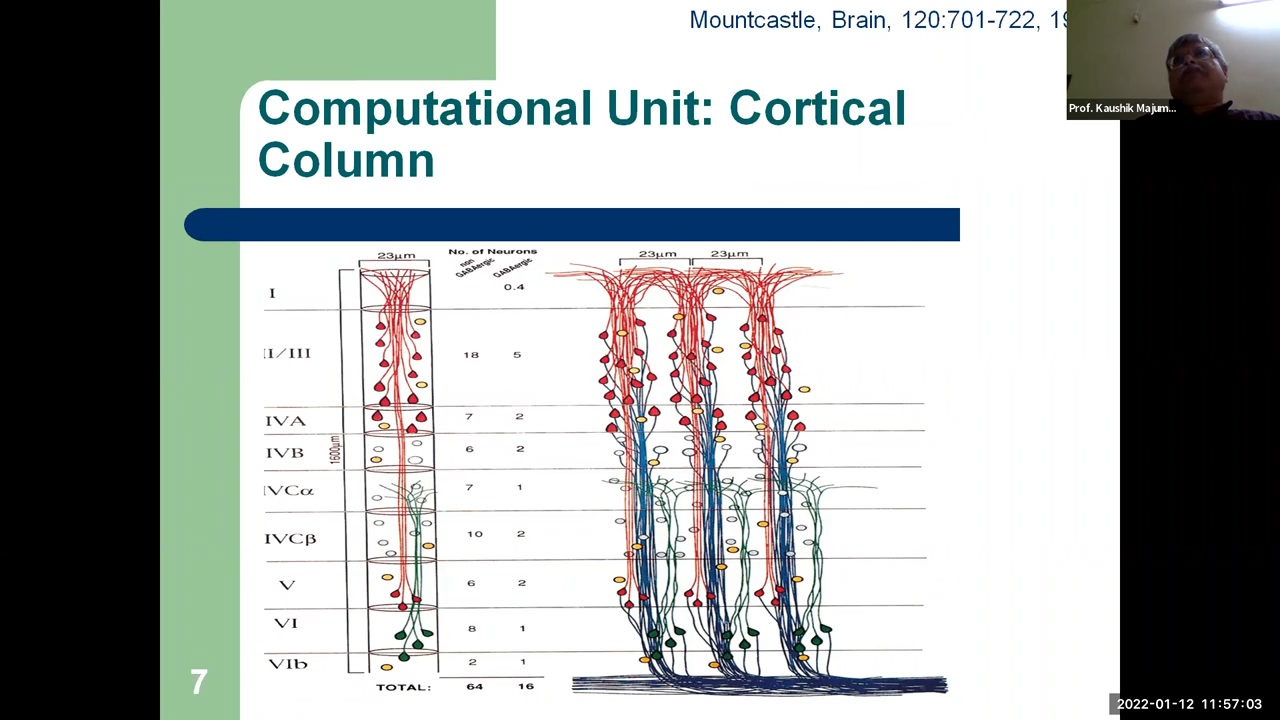 Mountcastle, Brain, 120:701-722, 19
Prof. Kaushik Majum...
Computational Unit: Cortical
Column
No. of Neurons
non GABAergic
GABAergic
23μm
23μm
23μm
I 0.4
II/III 18 5
IVA 7 2
IVB 6 2
1600μm
IVCα 7 1
IVCβ 10 2
V 6 2
VI 8 1
VIb 2 1
TOTAL: 64 16
7
2022-01-12 11:57:03